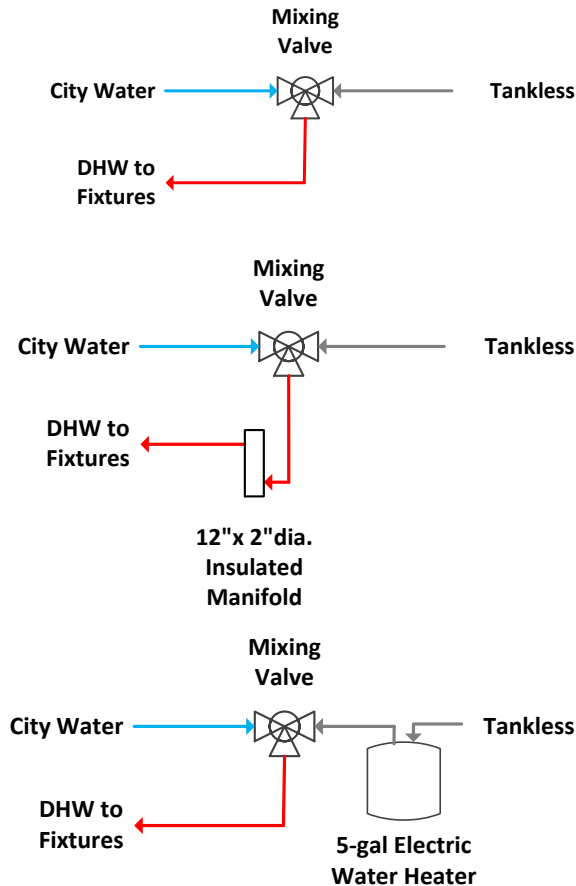 Mixing
Valve
City Water
Tankless
DHW to
Fixtures
Mixing
Valve
City Water
Tankless
DHW to
Fixtures
12"x 2"dia.
Insulated
Manifold
Mixing
Valve
City Water
Tankless
DHW to
Fixtures
5-gal Electric
Water Heater